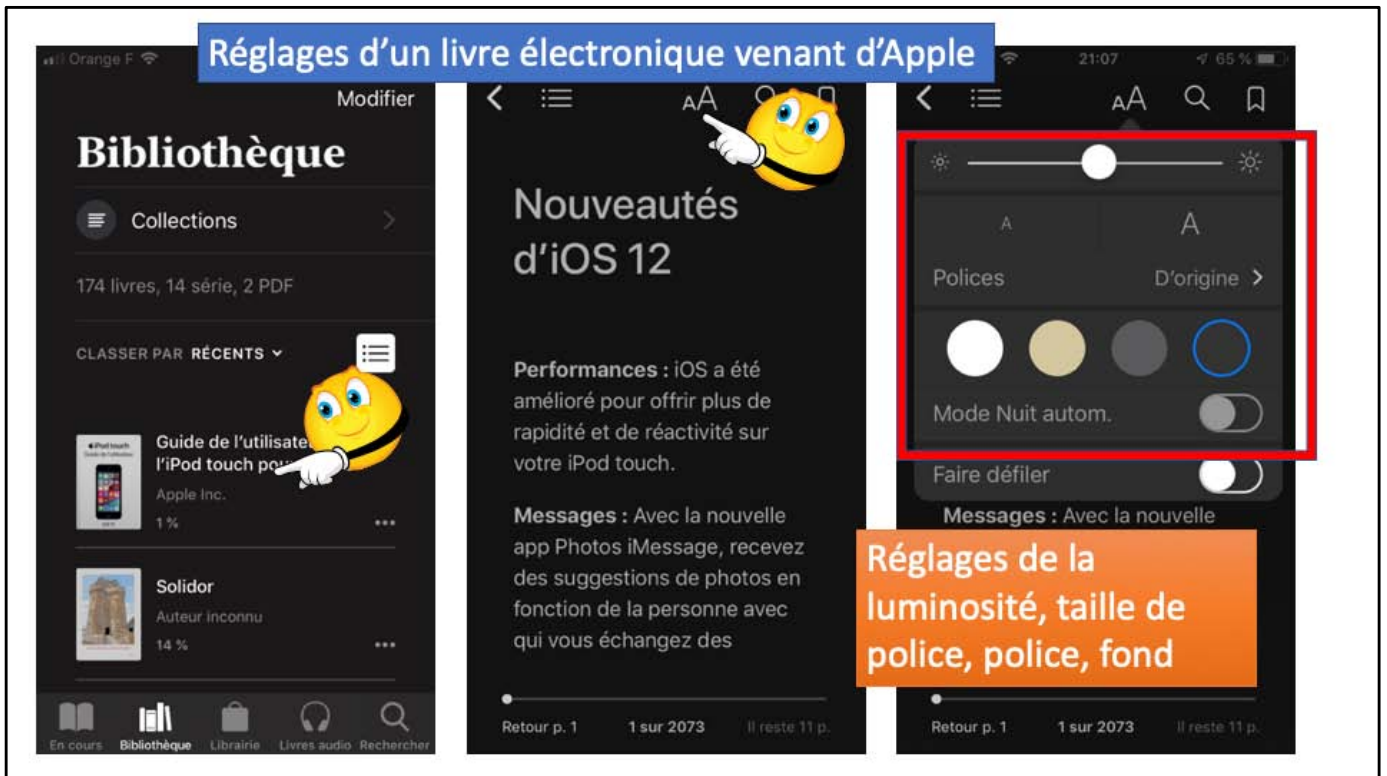 Réglages d'un livre électronique venant d'Apple
Orange F
Modifier
Bibliothèque
Collections
174 livres, 14 série, 2 PDF
CLASSER PAR RÉCENTS
Guide de l'utilisate
l'iPod touch po
Apple Inc.
1 %
Solidor
Auteur inconnu
14 %
En cours
Bibliothèque
Librairie
Livres audio
Rechercher
AA
Nouveautés
d'iOS 12
Performances : iOS a été
amélioré pour offrir plus de
rapidité et de réactivité sur
votre iPod touch.
Messages : Avec la nouvelle
app Photos iMessage, recevez
des suggestions de photos en
fonction de la personne avec
qui vous échangez des
Retour p. 1
1 sur 2073
Il reste 11 p.
21:07
65 %
AA
A
A
Polices
D'origine
Mode Nuit autom.
Faire défiler
Messages : Avec la nouvelle
Réglages de la
luminosité, taille de
police, police, fond
Retour p. 1
1 sur 2073
Il reste 11 p.